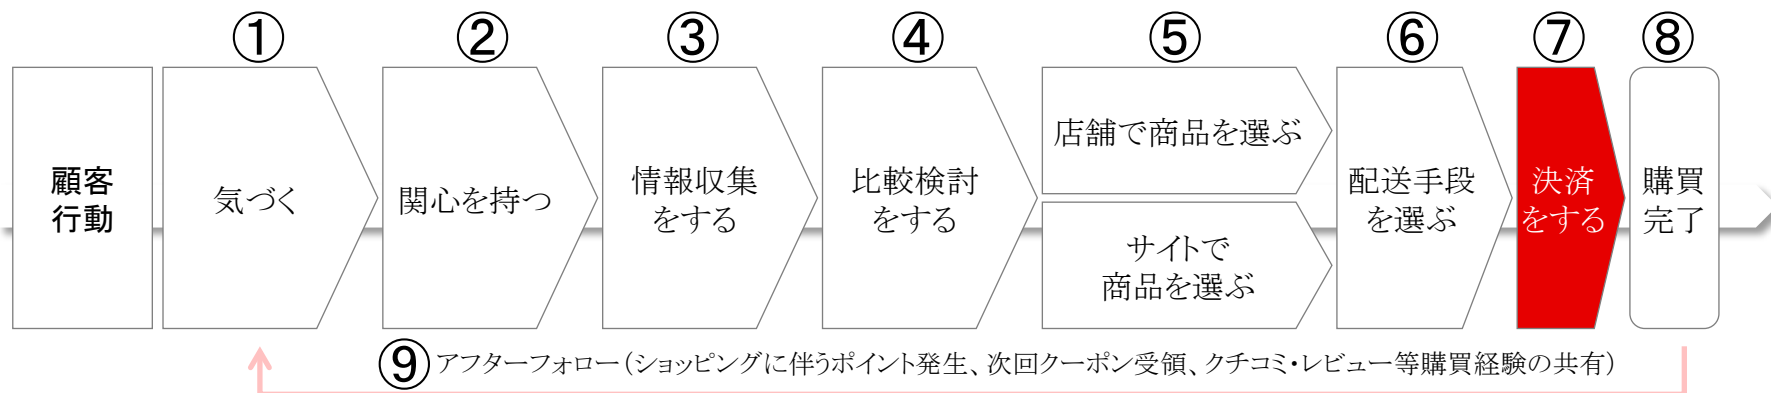 ①
②
③
④
⑤
⑥
⑦
⑧
顧客
行動
気づく
関心を持つ
情報収集
をする
比較検討
をする
店舗で商品を選ぶ
サイトで
商品を選ぶ
配送手段
を選ぶ
決済
をする
購買
完了
⑨アフターフォロー（ショッピングに伴うポイント発生、次回クーポン受領、クチコミ・レビュー等購買経験の共有）